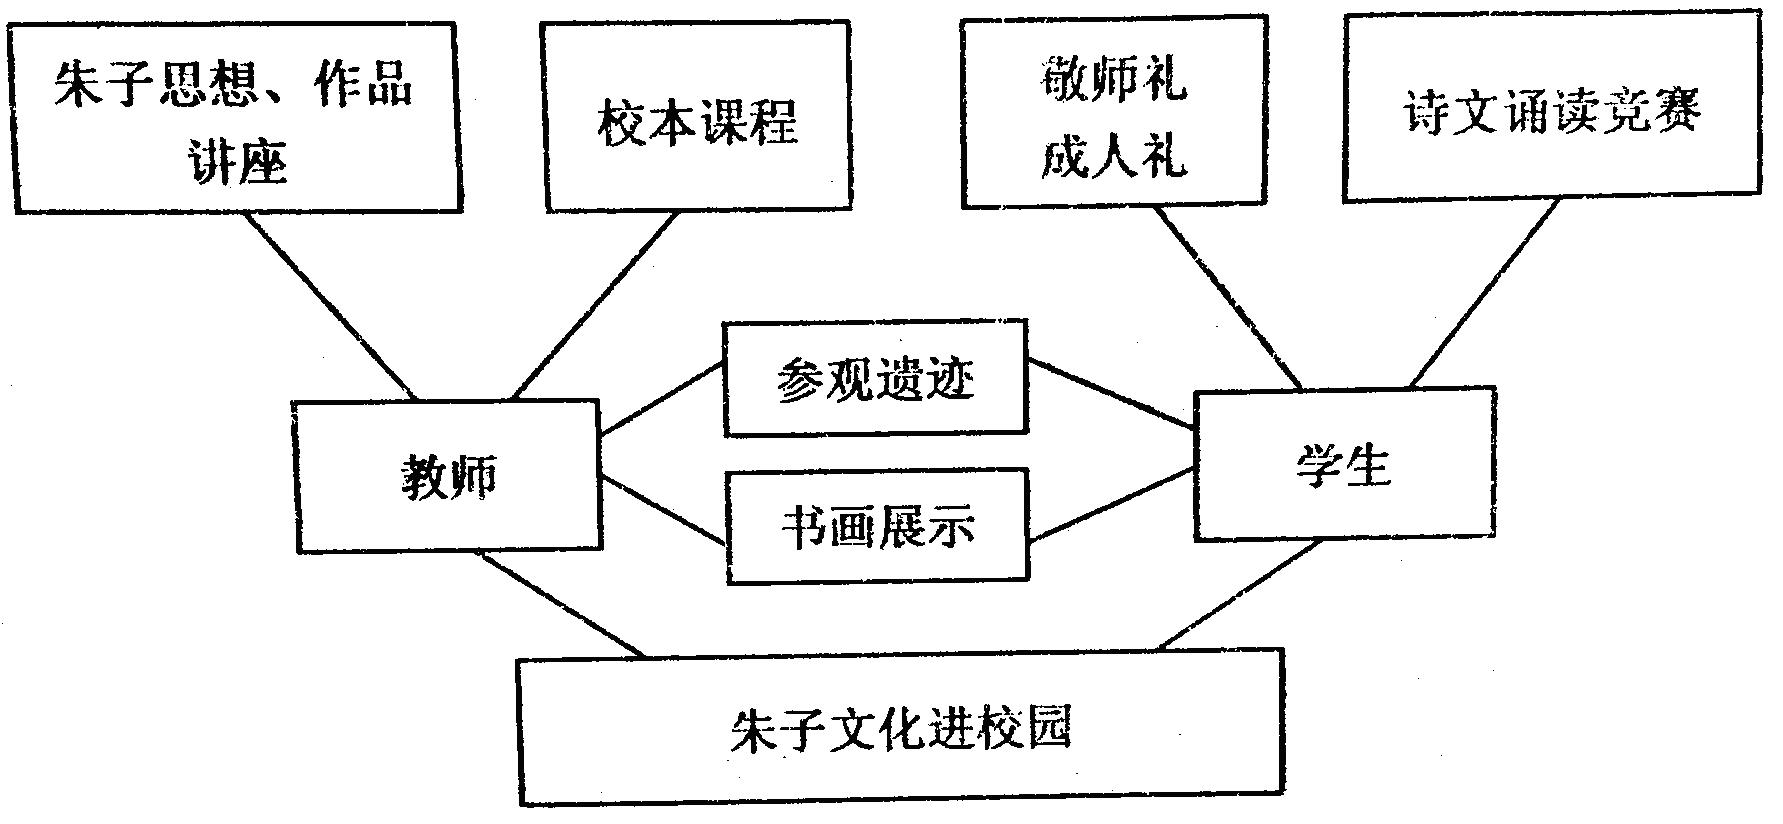 朱子思想、作品
讲座
校本课程
敬师礼
成人礼
诗文诵读竞赛
参观遗迹
教师
学生
书画展示
朱子文化进校园